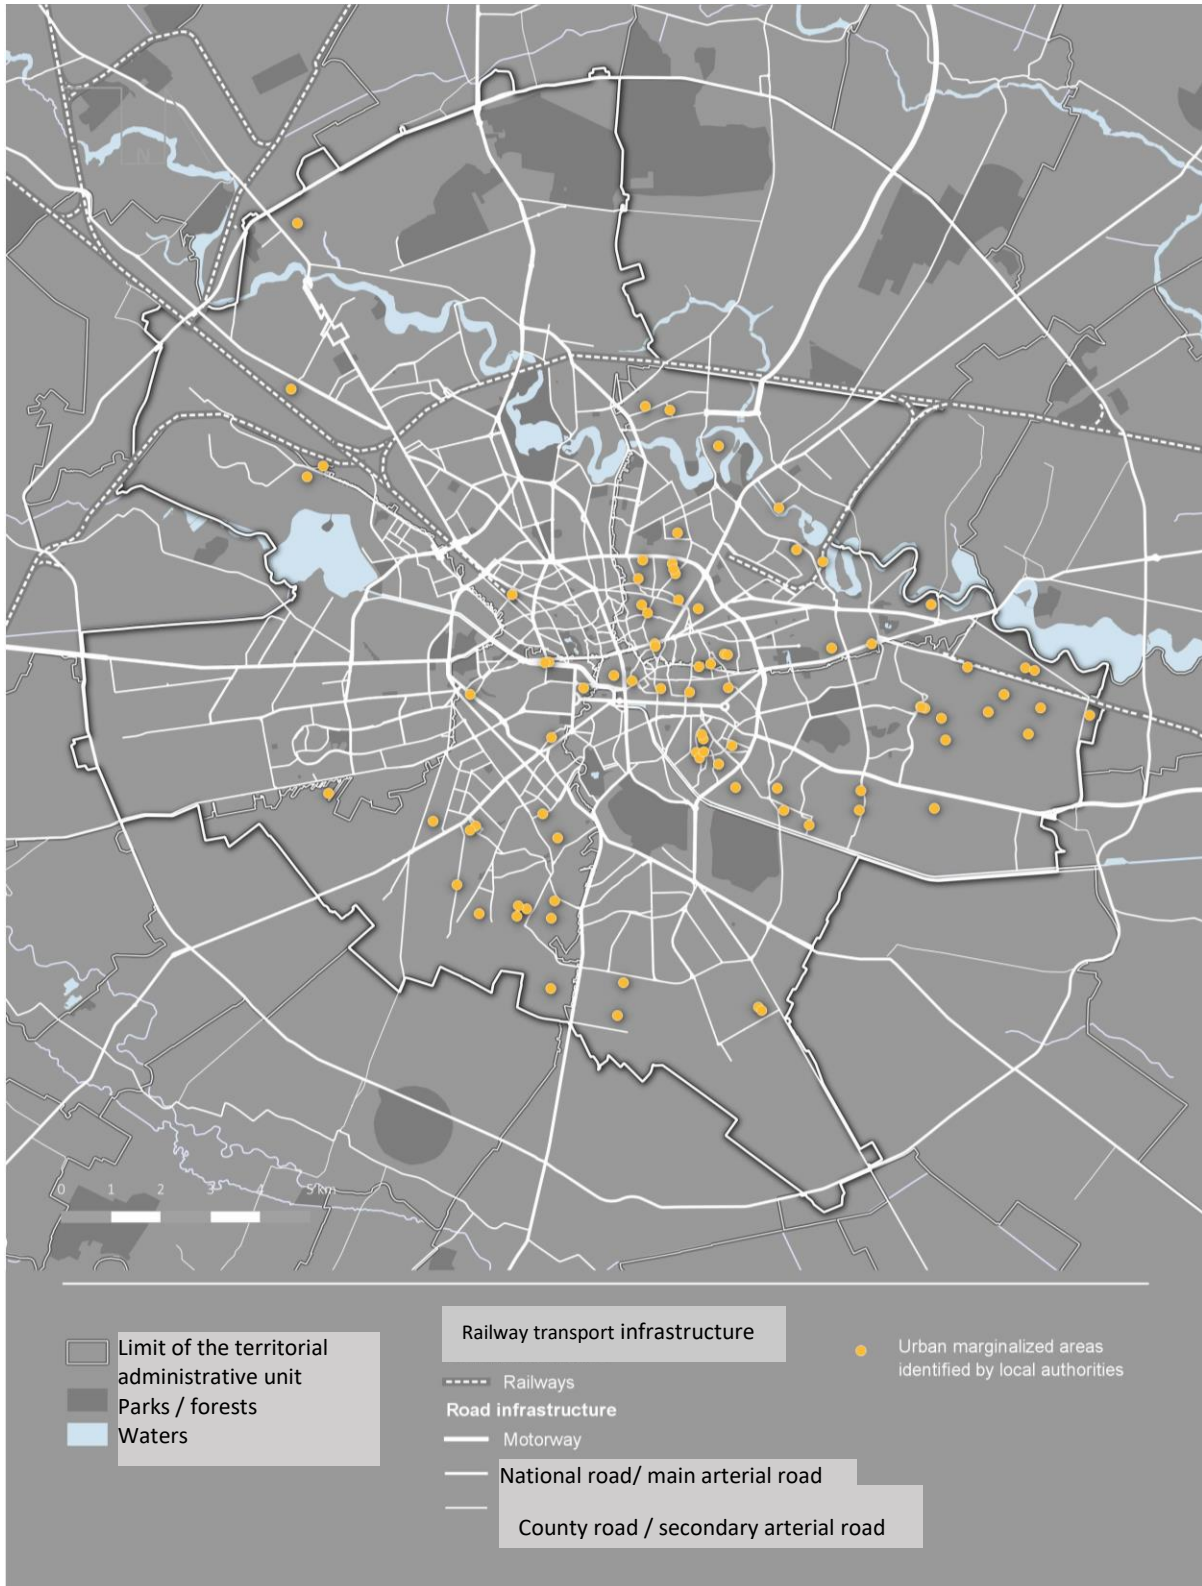 N
0 1 2 3 4 5 km
Limit of the territorial
administrative unit
Parks / forests
Waters
Railway transport infrastructure
Railways
Road infrastructure
Motorway
National road/ main arterial road
County road / secondary arterial road
Urban marginalized areas
identified by local authorities